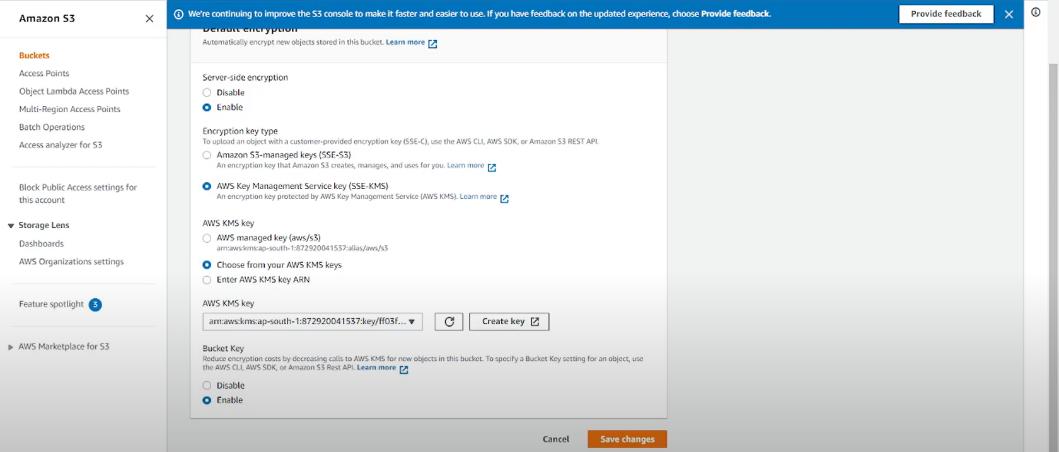 Amazon S3
We're continuing to improve the S3 console to make it faster and easier to use. If you have feedback on the updated experience, choose Provide feedback.
Provide feedback
Buckets
Access Points
Object Lambda Access Points
Multi-Region Access Points
Batch Operations
Access analyzer for S3
Block Public Access settings for
this account
Storage Lens
Dashboards
AWS Organizations settings
Feature spotlight 3
AWS Marketplace for S3
Default encryption
Automatically encrypt new objects stored in this bucket. Learn more
Server-side encryption
Disable
Enable
Encryption key type
To upload an object with a customer-provided encryption key (SSE-C), use the AWS CLI, AWS SDK, or Amazon S3 REST API.
Amazon S3-managed keys (SSE-S3)
An encryption key that Amazon S3 creates, manages, and uses for you. Learn more
AWS Key Management Service key (SSE-KMS)
An encryption key protected by AWS Key Management Service (AWS KMS). Learn more
AWS KMS key
AWS managed key (aws/s3)
arn:aws:kms:ap-south-1:872920041537:alias/aws/s3
Choose from your AWS KMS keys
Enter AWS KMS key ARN
AWS KMS key
arn:aws:kms:ap-south-1:872920041537:key/ff03f...
Create key
Bucket Key
Reduce encryption costs by decreasing calls to AWS KMS for new objects in this bucket. To specify a Bucket Key setting for an object, use
the AWS CLI, AWS SDK, or Amazon S3 Rest API. Learn more
Disable
Enable
Cancel
Save changes